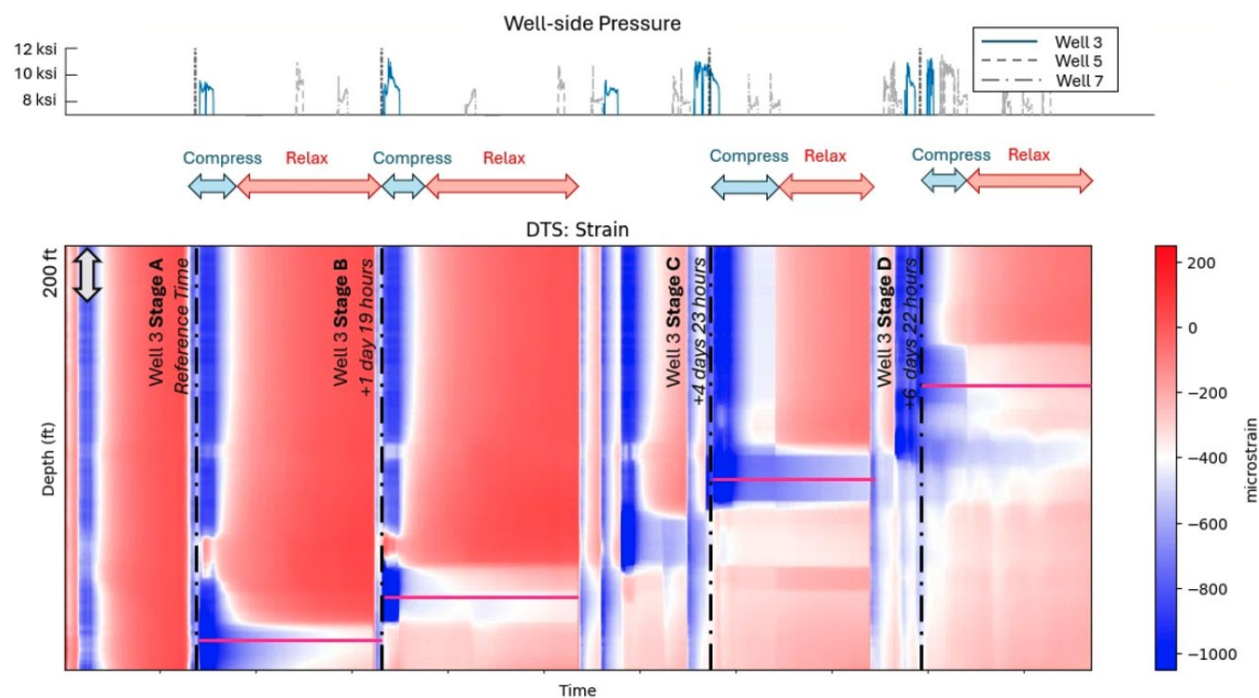 Well-side Pressure
12 ksi
10 ksi
8 ksi
Well 3
Well 5
Well 7
Compress
Relax
Compress
Relax
Compress
Relax
Compress
Relax
DTS: Strain
200 ft
Depth (ft)
Well 3 Stage A
Reference Time
Well 3 Stage B
+1 day 19 hours
Well 3 Stage C
+4 days 23 hours
Well 3 Stage D
+6 days 22 hours
Time
200
0
−200
−400
−600
−800
−1000
microstrain